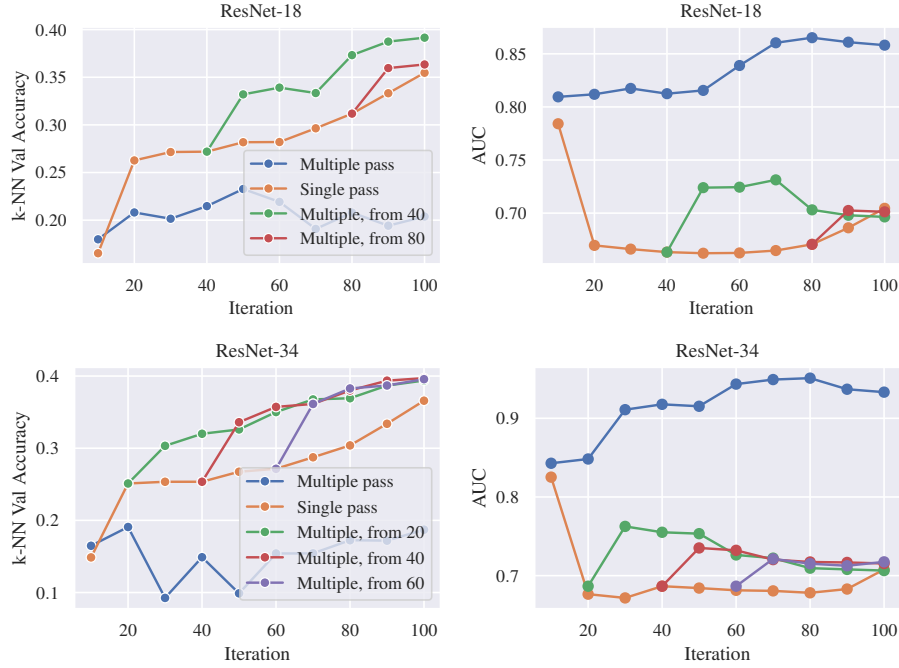 ResNet-18
k-NN Val Accuracy
0.40
0.35
0.30
0.25
0.20
Multiple pass
Single pass
Multiple, from 40
Multiple, from 80
20 40 60 80 100
Iteration
ResNet-18
AUC
0.85
0.80
0.75
0.70
20 40 60 80 100
Iteration
ResNet-34
k-NN Val Accuracy
0.4
0.3
0.2
0.1
Multiple pass
Single pass
Multiple, from 20
Multiple, from 40
Multiple, from 60
20 40 60 80 100
Iteration
ResNet-34
AUC
0.9
0.8
0.7
20 40 60 80 100
Iteration